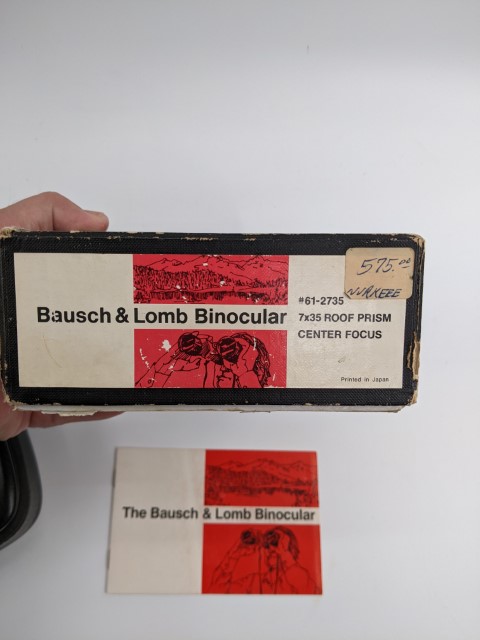 575.00
#61-2735
Bausch & Lomb Binocular
7x35 ROOF PRISM
CENTER FOCUS
Printed in Japan
The Bausch & Lomb Binocular